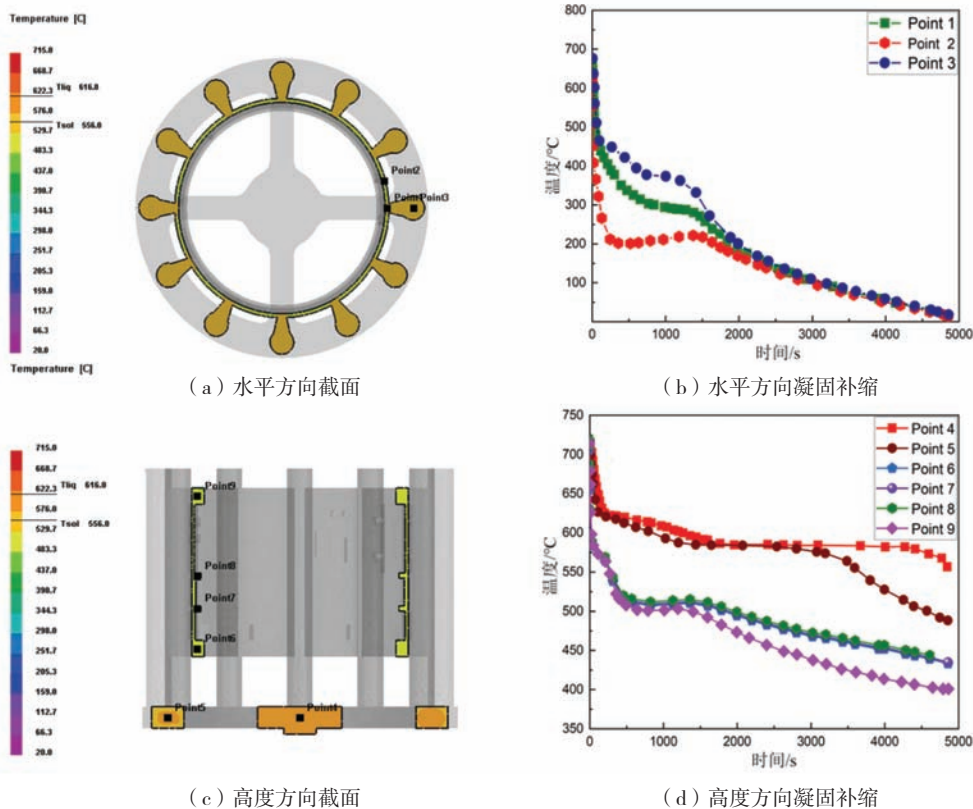 Temperature [C]
715.0
668.7
622.3 Tliq 616.0
576.0
529.7 Tsol 556.0
483.3
437.0
390.7
344.3
298.0
251.7
205.3
159.0
112.7
66.3
20.0
Point2
Point1 Point3
(a)水平方向截面
800
700
600
500
400
300
200
100
温度/℃
0 1000 2000 3000 4000 5000
时间/s
Point 1
Point 2
Point 3
(b)水平方向凝固补缩
Temperature [C]
715.0
668.7
622.3 Tliq 616.0
576.0
529.7 Tsol 556.0
483.3
437.0
390.7
344.3
298.0
251.7
205.3
159.0
112.7
66.3
20.0
Point9
Point8
Point7
Point6
Point5 Point4
(c)高度方向截面
750
700
650
600
550
500
450
400
350
温度/℃
0 1000 2000 3000 4000 5000
时间/s
Point 4
Point 5
Point 6
Point 7
Point 8
Point 9
(d)高度方向凝固补缩